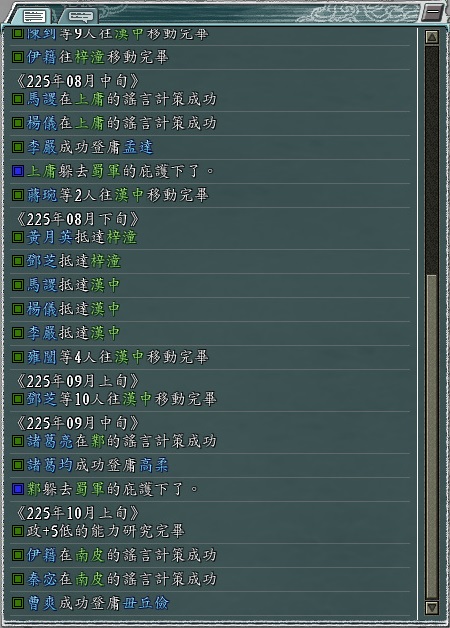 陳到等9人往漢中移動完畢
伊籍往梓潼移動完畢
《225年08月中旬》
馬謖在上庸的謠言計策成功
楊儀在上庸的謠言計策成功
李嚴成功登庸孟達
上庸躲去蜀軍的庇護下了。
蔣琬等2人往漢中移動完畢
《225年08月下旬》
黃月英抵達梓潼
鄧芝抵達梓潼
馬謖抵達漢中
楊儀抵達漢中
李嚴抵達漢中
雍闓等4人往漢中移動完畢
《225年09月上旬》
鄧芝等10人往漢中移動完畢
《225年09月中旬》
諸葛亮在鄴的謠言計策成功
諸葛均成功登庸高柔
鄴躲去蜀軍的庇護下了。
《225年10月上旬》
政+5低的能力研究完畢
伊籍在南皮的謠言計策成功
秦宓在南皮的謠言計策成功
曹爽成功登庸毌丘儉